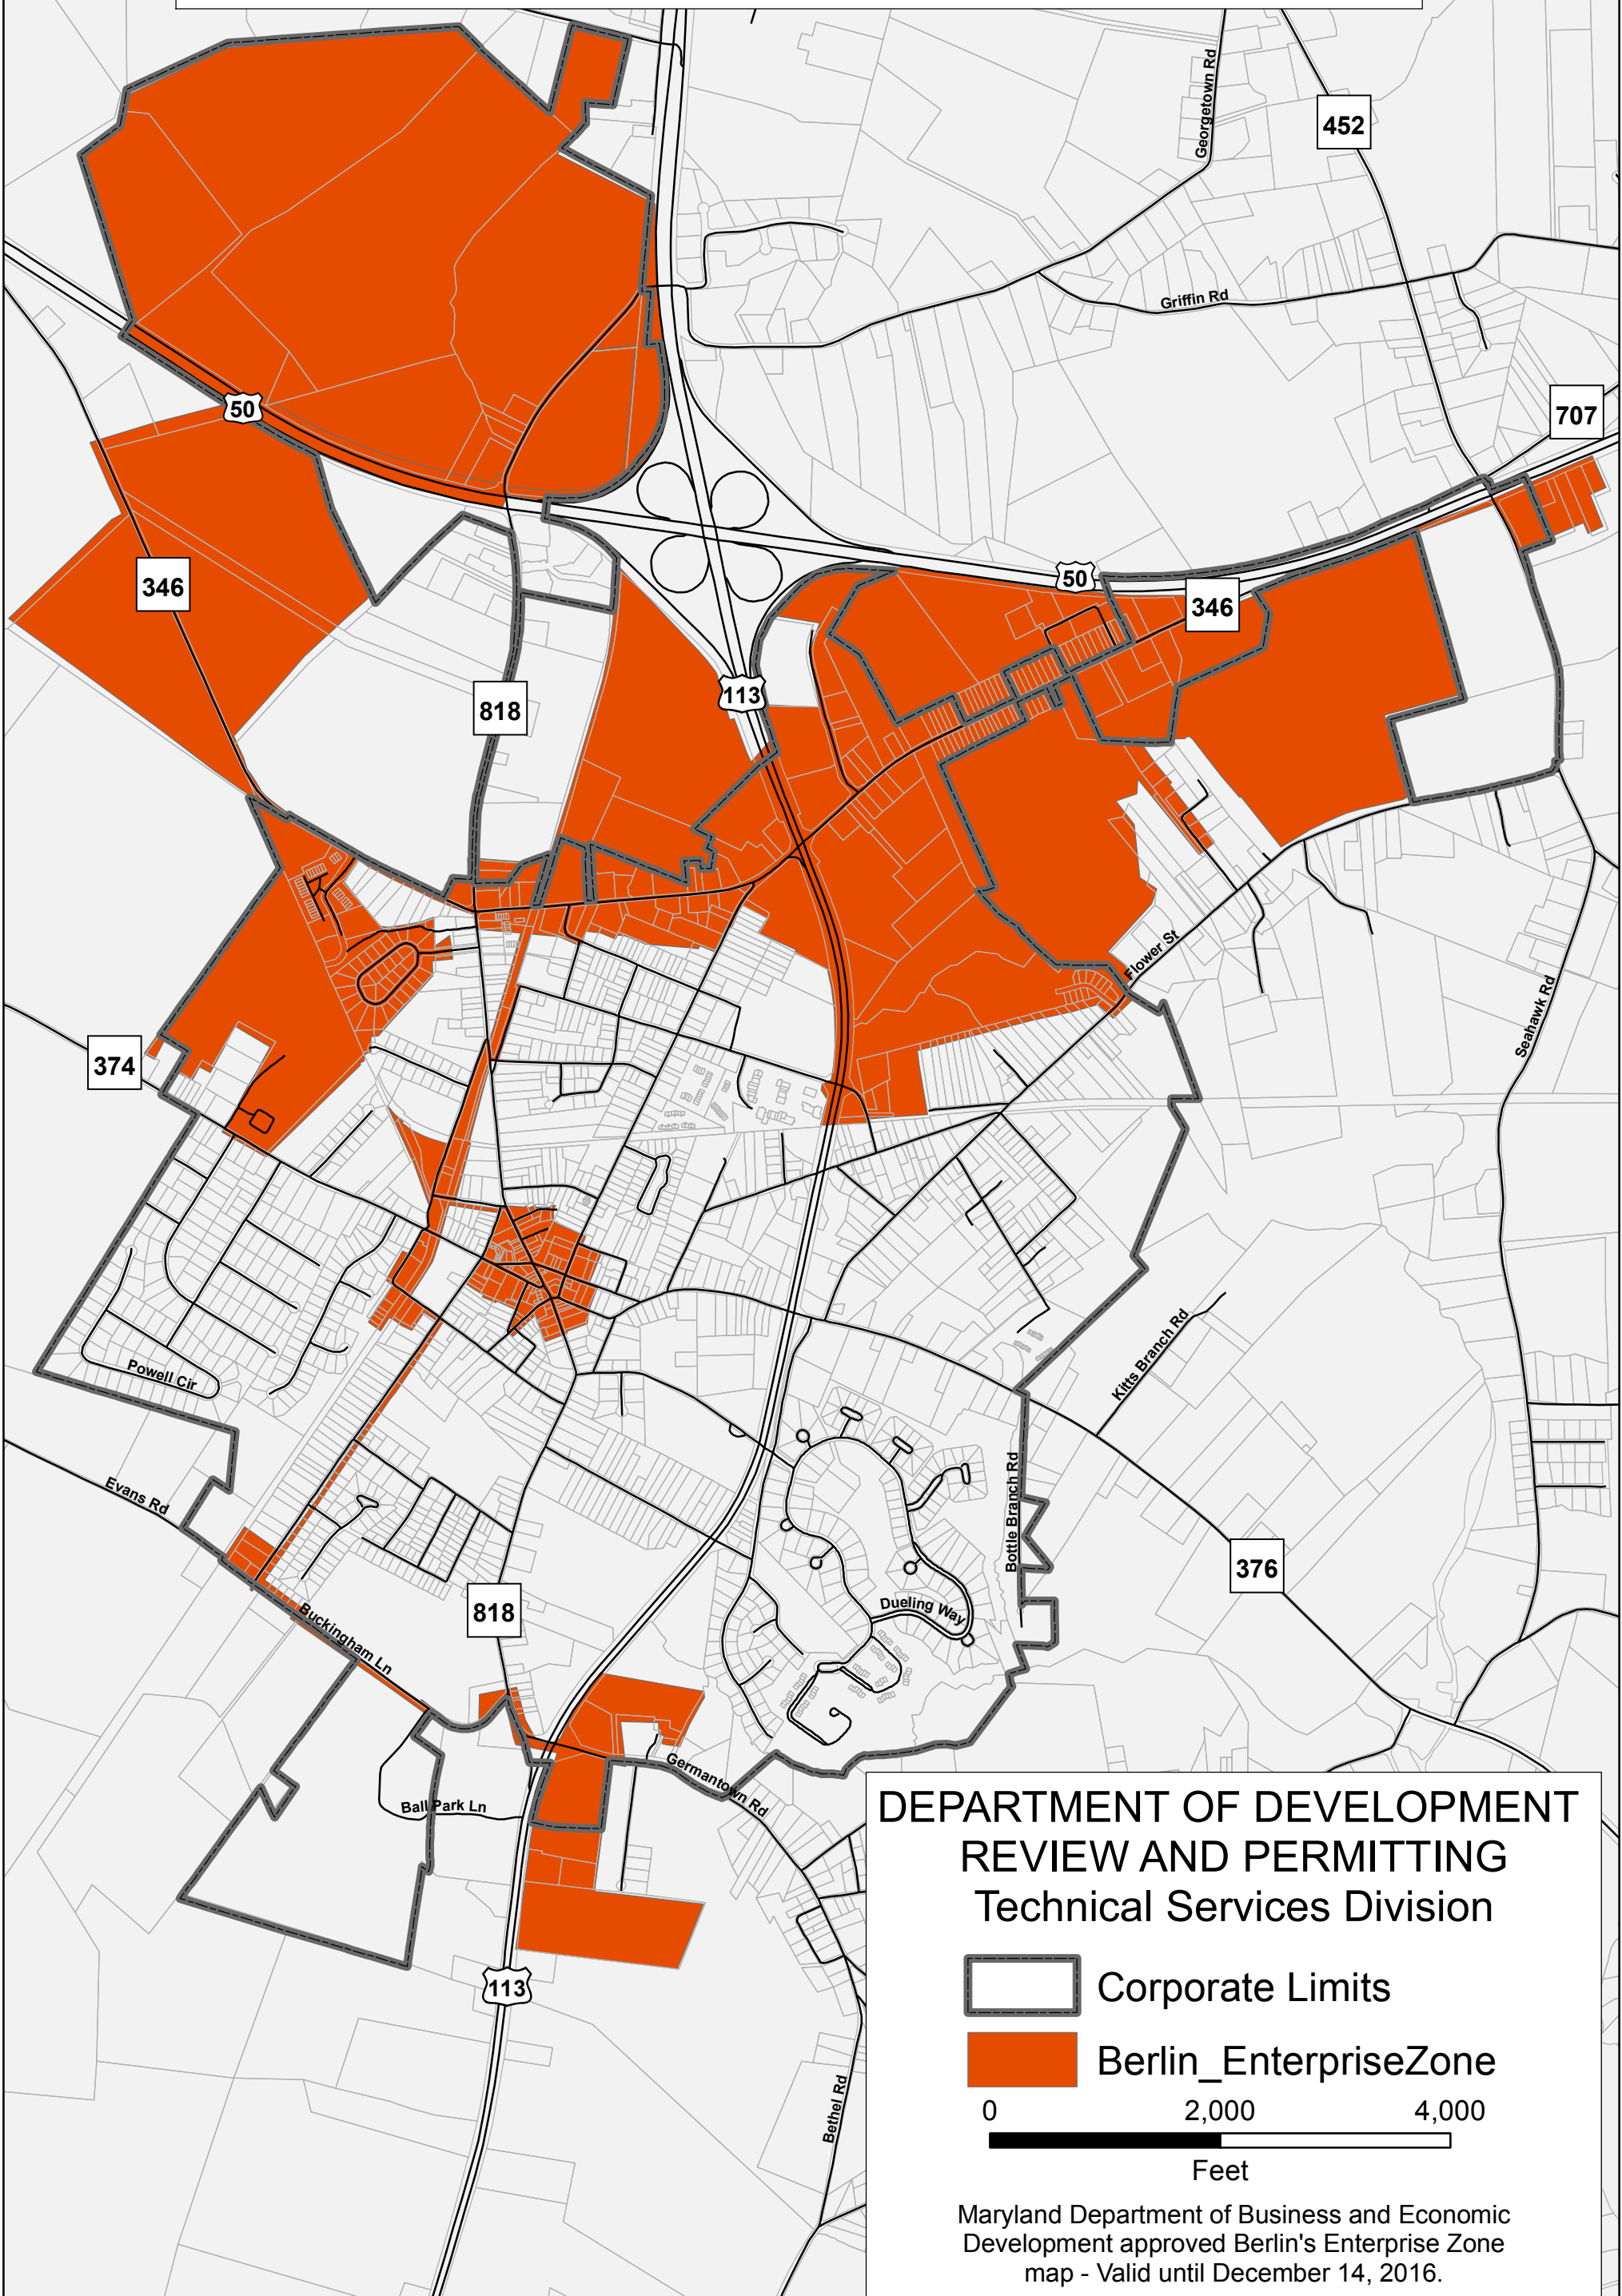 Georgetown Rd
452
Griffin Rd
50
707
346
50
346
113
818
Flower St
Seahawk Rd
374
Kitts Branch Rd
Powell Cir
Evans Rd
Bottle Branch Rd
376
Dueling Way
818
Buckingham Ln
Germantown Rd
Ball Park Ln
113
Bethel Rd
DEPARTMENT OF DEVELOPMENT
REVIEW AND PERMITTING
Technical Services Division
Corporate Limits
Berlin_EnterpriseZone
0 2,000 4,000
Feet
Maryland Department of Business and Economic
Development approved Berlin's Enterprise Zone
map - Valid until December 14, 2016.